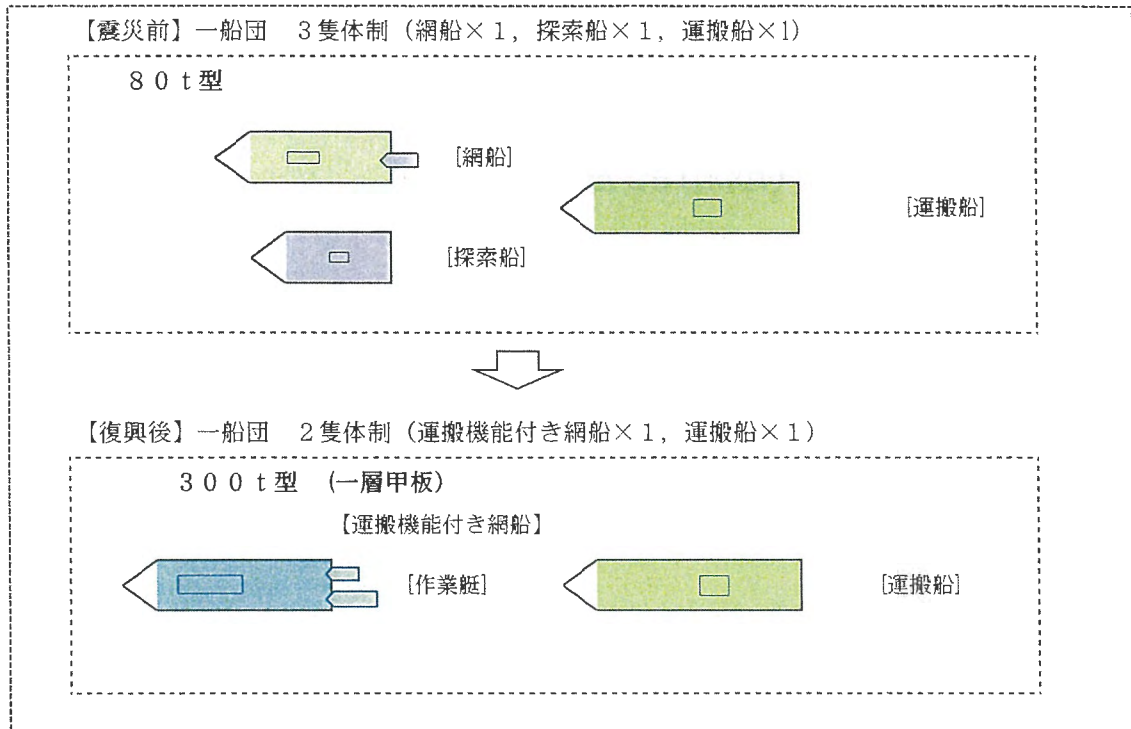 【震災前】一船団　３隻体制（網船×１，探索船×１，運搬船×1）
８０ｔ型
[網船]
[運搬船]
[探索船]
【復興後】一船団　２隻体制（運搬機能付き網船×１，運搬船×１）
３００ｔ型　（一層甲板）
【運搬機能付き網船】
[作業艇]
[運搬船]